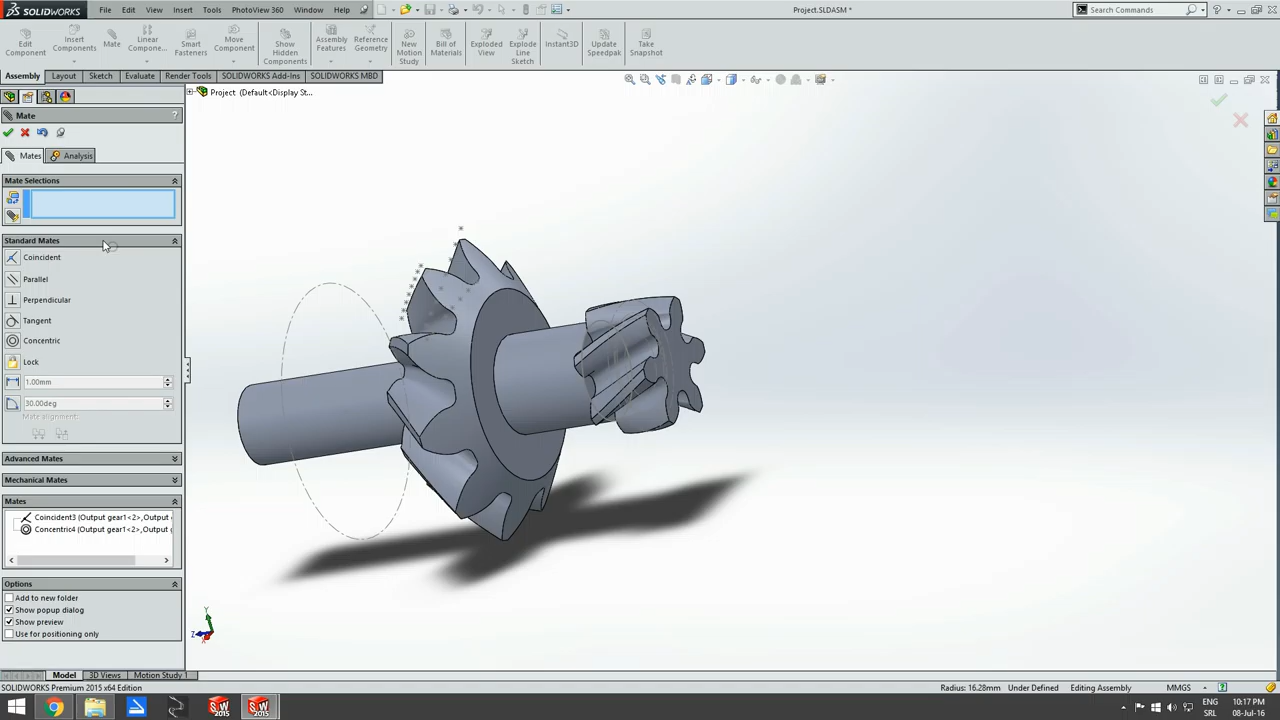 SOLIDWORKS
File Edit View Insert Tools PhotoView 360 Window Help
Project.SLDASM *
Search Commands
Edit Component
Insert Components
Mate
Linear Compone...
Smart Fasteners
Move Component
Show Hidden Components
Assembly Features
Reference Geometry
New Motion Study
Bill of Materials
Exploded View
Explode Line Sketch
Instant3D
Update Speedpak
Take Snapshot
Assembly Layout Sketch Evaluate Render Tools SOLIDWORKS Add-Ins SOLIDWORKS MBD
Project (Default<Display St...
Mate ?
Mates Analysis
Mate Selections
Standard Mates
Coincident
Parallel
Perpendicular
Tangent
Concentric
Lock
1.00mm
30.00deg
Mate alignment:
Advanced Mates
Mechanical Mates
Mates
Coincident3 (Output gear1<2>,Output
Concentric4 (Output gear1<2>,Output
Options
Add to new folder
Show popup dialog
Show preview
Use for positioning only
Y
Z
X
Model 3D Views Motion Study 1
SOLIDWORKS Premium 2015 x64 Edition
Radius: 16.28mm Under Defined Editing Assembly MMGS
SW 2015
SW 2015
ENG 10:17 PM
SRL 08-Jul-16